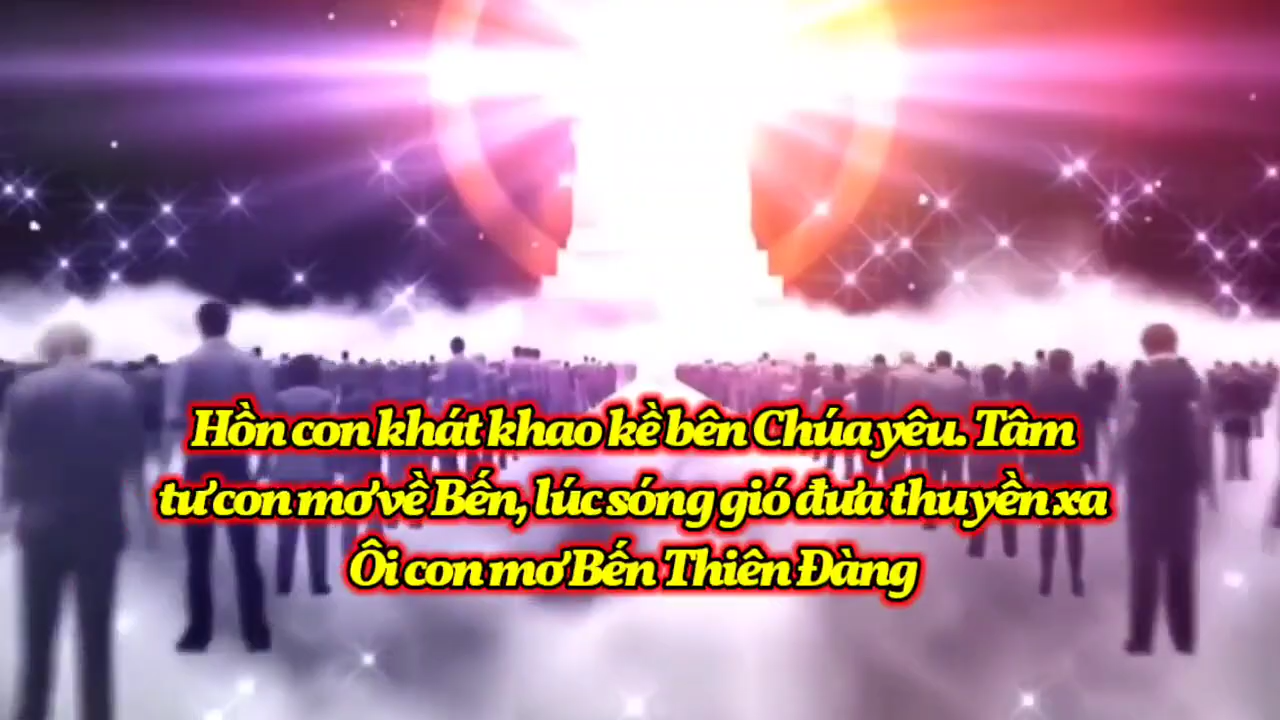 Hồn con khát khao kề bên Chúa yêu. Tâm
tư con mơ về Bến, lúc sóng gió đưa thuyền xa
Ôi con mơ Bến Thiên Đàng